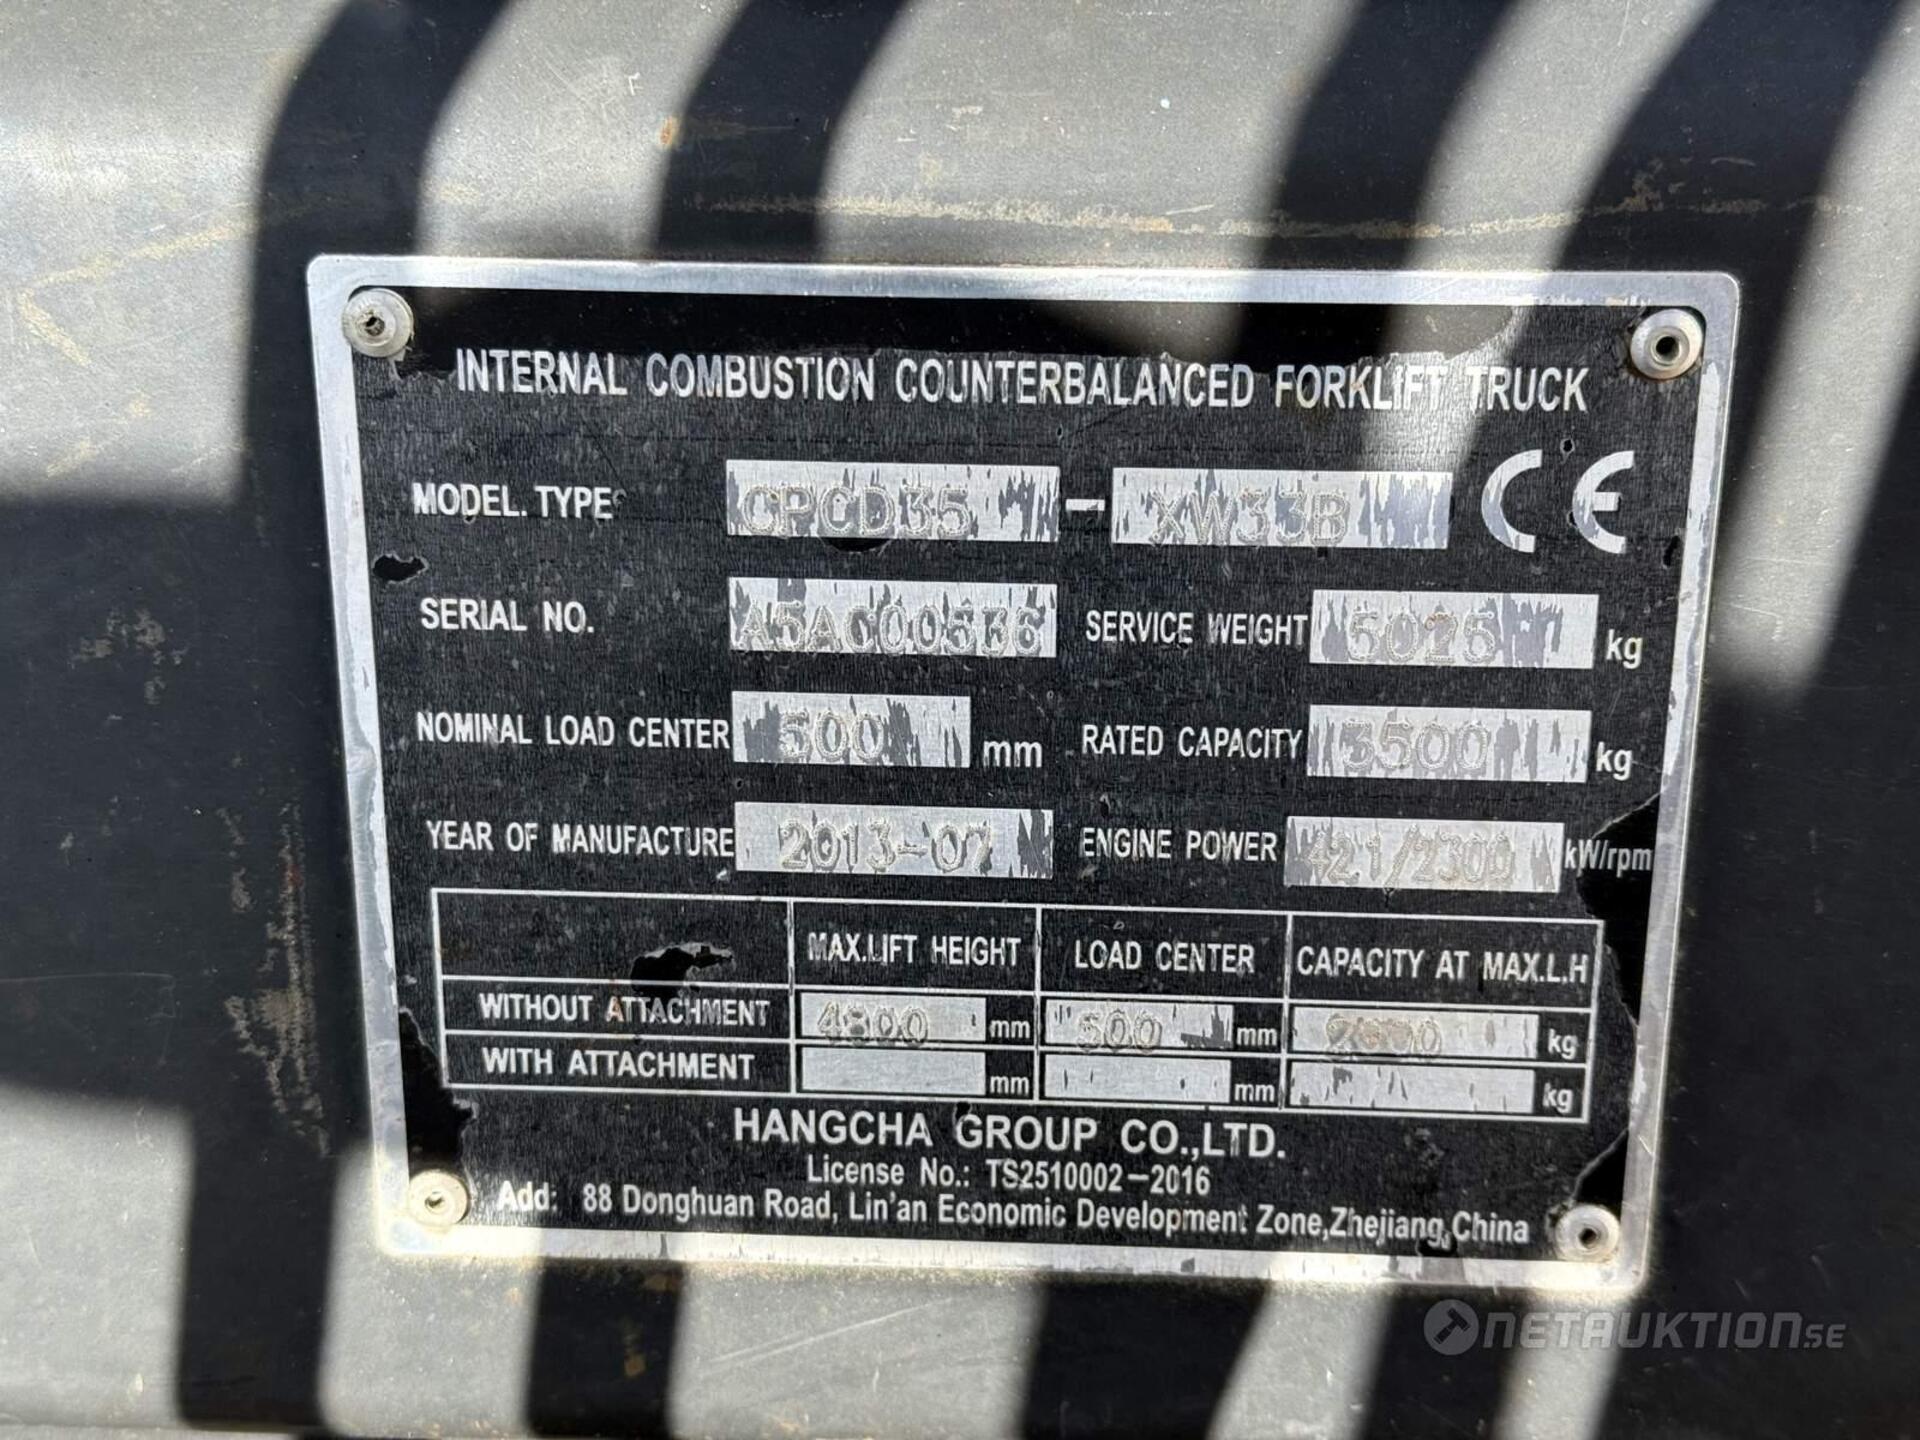 INTERNAL COMBUSTION COUNTERBALANCED FORKLIFT TRUCK
MODEL.TYPE CPCD35 - XW33B CE
SERIAL NO. SERVICE WEIGHT 5025 kg
NOMINAL LOAD CENTER 500 mm RATED CAPACITY 3500 kg
YEAR OF MANUFACTURE 2013-07 ENGINE POWER kW/rpm
MAX.LIFT HEIGHT LOAD CENTER CAPACITY AT MAX.L.H
WITHOUT ATTACHMENT 4800 mm 500 mm kg
WITH ATTACHMENT mm mm kg
HANGCHA GROUP CO.,LTD.
License No.: TS2510002-2016
Add: 88 Donghuan Road, Lin'an Economic Development Zone,Zhejiang,China
NETAUKTION.SE